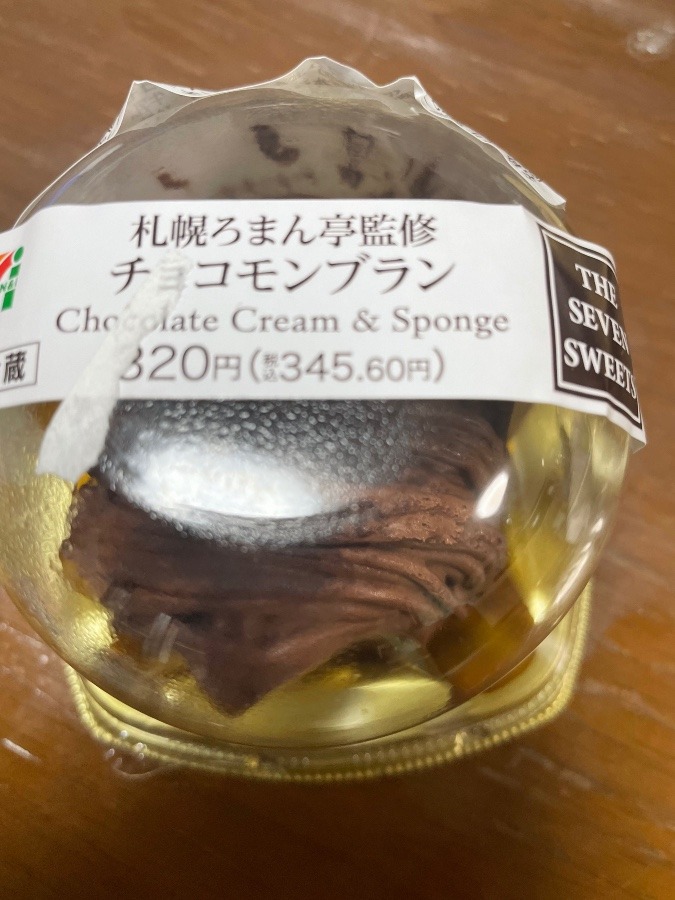 札幌ろまん亭監修
チョコモンブラン
Chocolate Cream & Sponge
320円(税込345.60円)
蔵
THE
SEVEN
SWEETS